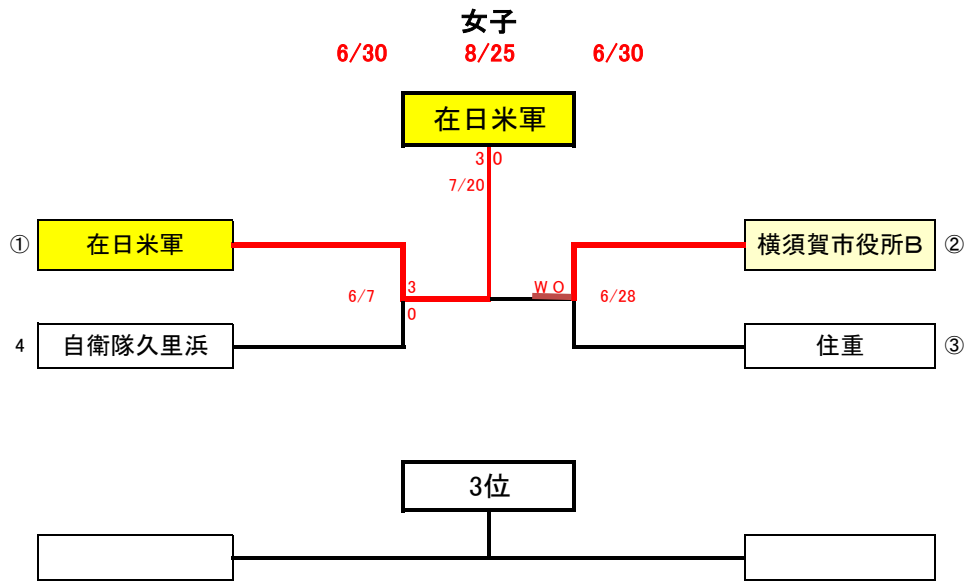 女子
6/30 8/25 6/30
在日米軍
3 0
7/20
① 在日米軍
横須賀市役所B ②
6/7 3
0
WO 6/28
4 自衛隊久里浜
住重 ③
3位